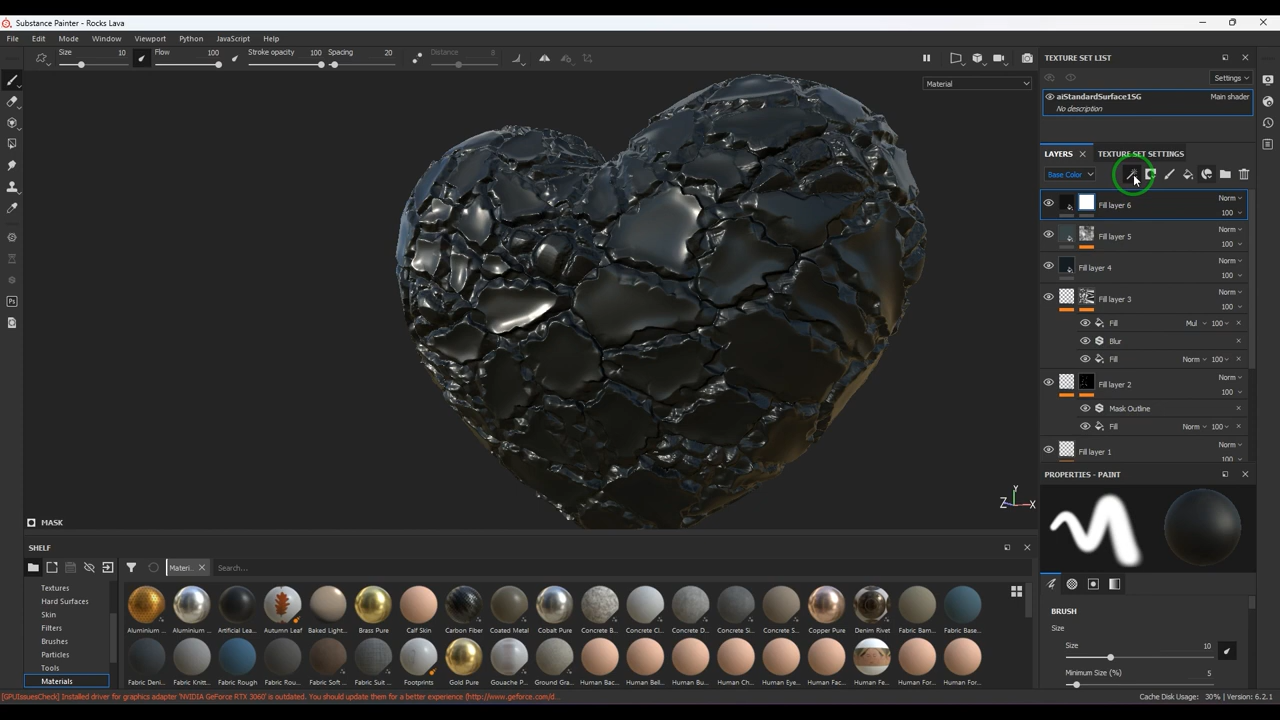 Substance Painter - Rocks Lava
File Edit Mode Window Viewport Python JavaScript Help
Size 10 Flow 100 Stroke opacity 100 Spacing 20 Distance 8
Material
TEXTURE SET LIST
Settings
aiStandardSurface1SG Main shader
No description
LAYERS TEXTURE SET SETTINGS
Base Color
Fill layer 6 Norm 100
Fill layer 5 Norm 100
Fill layer 4 Norm 100
Fill layer 3 Norm 100
Fill Mul 100
Blur
Fill Norm 100
Fill layer 2 Norm 100
Mask Outline
Fill Norm 100
Fill layer 1 Norm 100
Y
Z X
MASK
PROPERTIES - PAINT
BRUSH
Size
Size 10
Minimum Size (%) 5
SHELF
Materi... Search...
Textures
Hard Surfaces
Skin
Filters
Brushes
Particles
Tools
Materials
Ps
Aluminium ... Aluminium ... Artificial Lea... Autumn Leaf Baked Light... Brass Pure Calf Skin Carbon Fiber Coated Metal Cobalt Pure Concrete B... Concrete Cl... Concrete D... Concrete Si... Concrete S... Copper Pure Denim Rivet Fabric Bam... Fabric Base...
Fabric Deni... Fabric Knitt... Fabric Rough Fabric Rou... Fabric Soft ... Fabric Suit ... Footprints Gold Pure Gouache P... Ground Gra... Human Bac... Human Bel... Human Bu... Human Ch... Human Eye... Human Fac... Human Fe... Human For... Human For...
[GPUIssuesCheck] Installed driver for graphics adapter 'NVIDIA GeForce RTX 3060' is outdated. You should update them for a better experience (http://www.geforce.com/d...
Cache Disk Usage: 30% | Version: 6.2.1